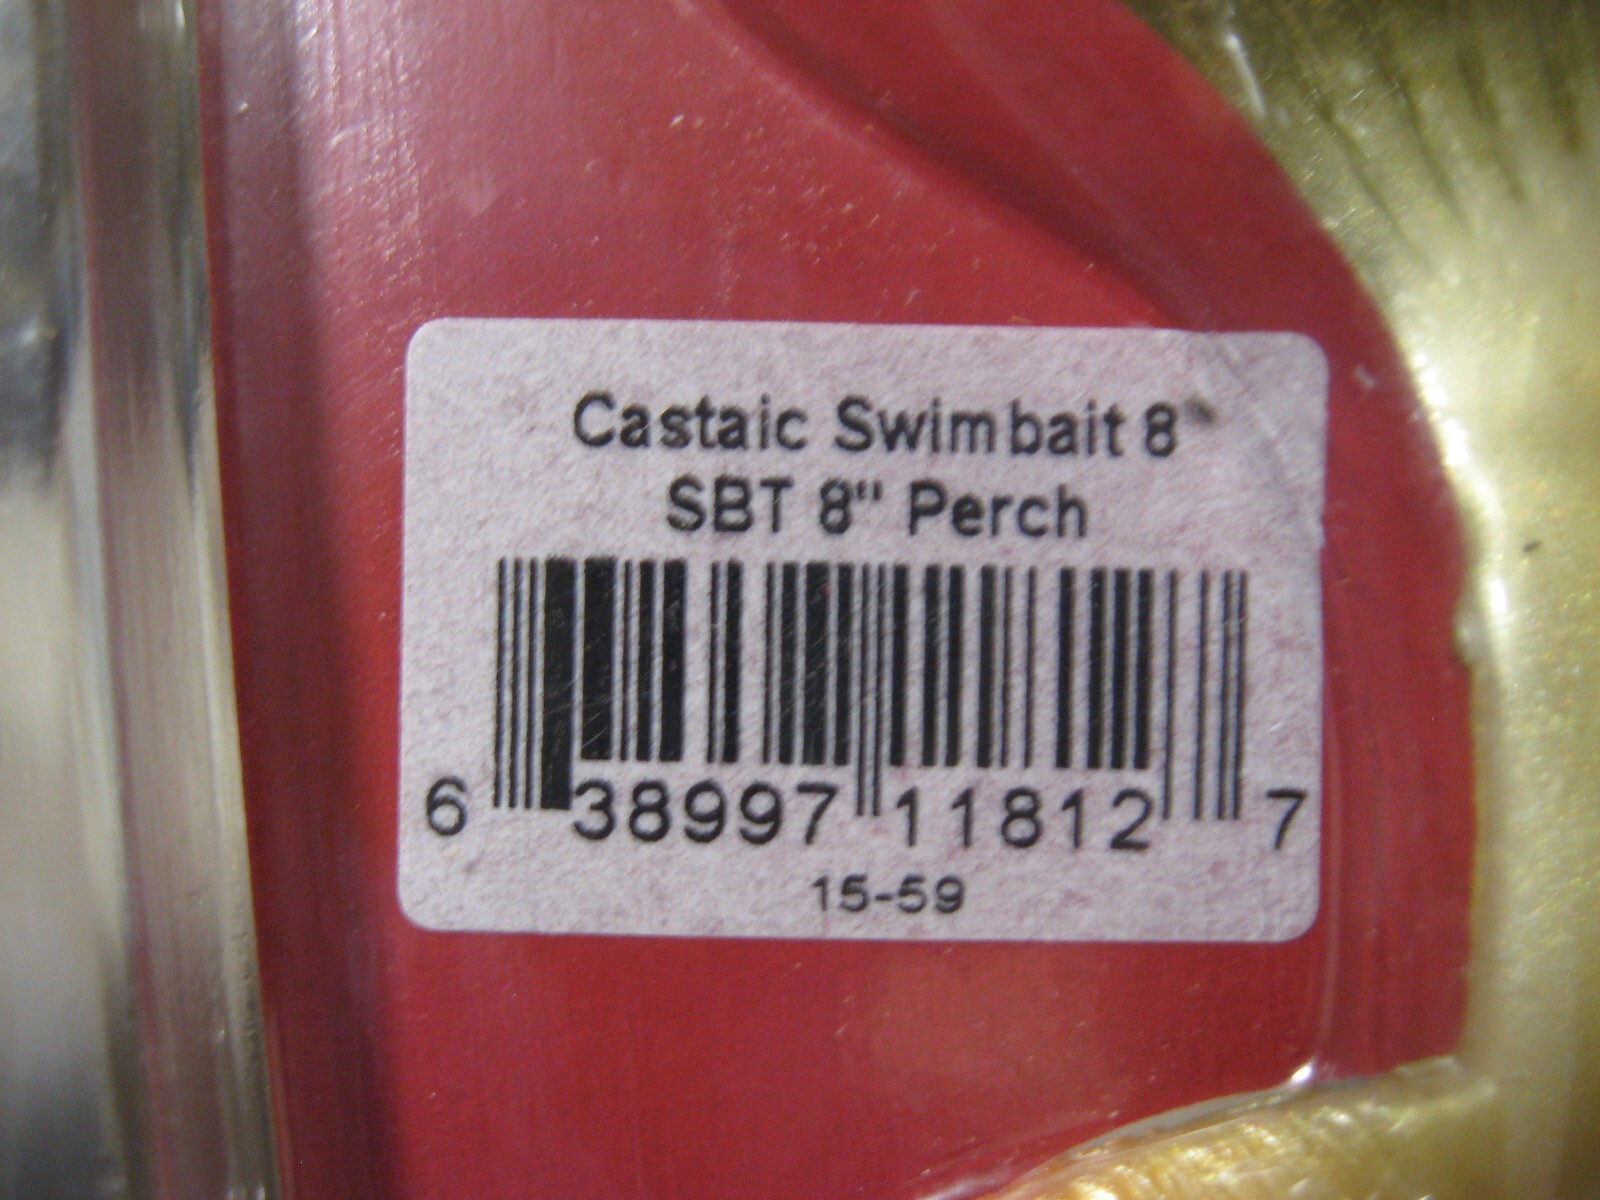 Castaic Swimbait 8
SBT 8" Perch
6 38997 11812 7
15-59